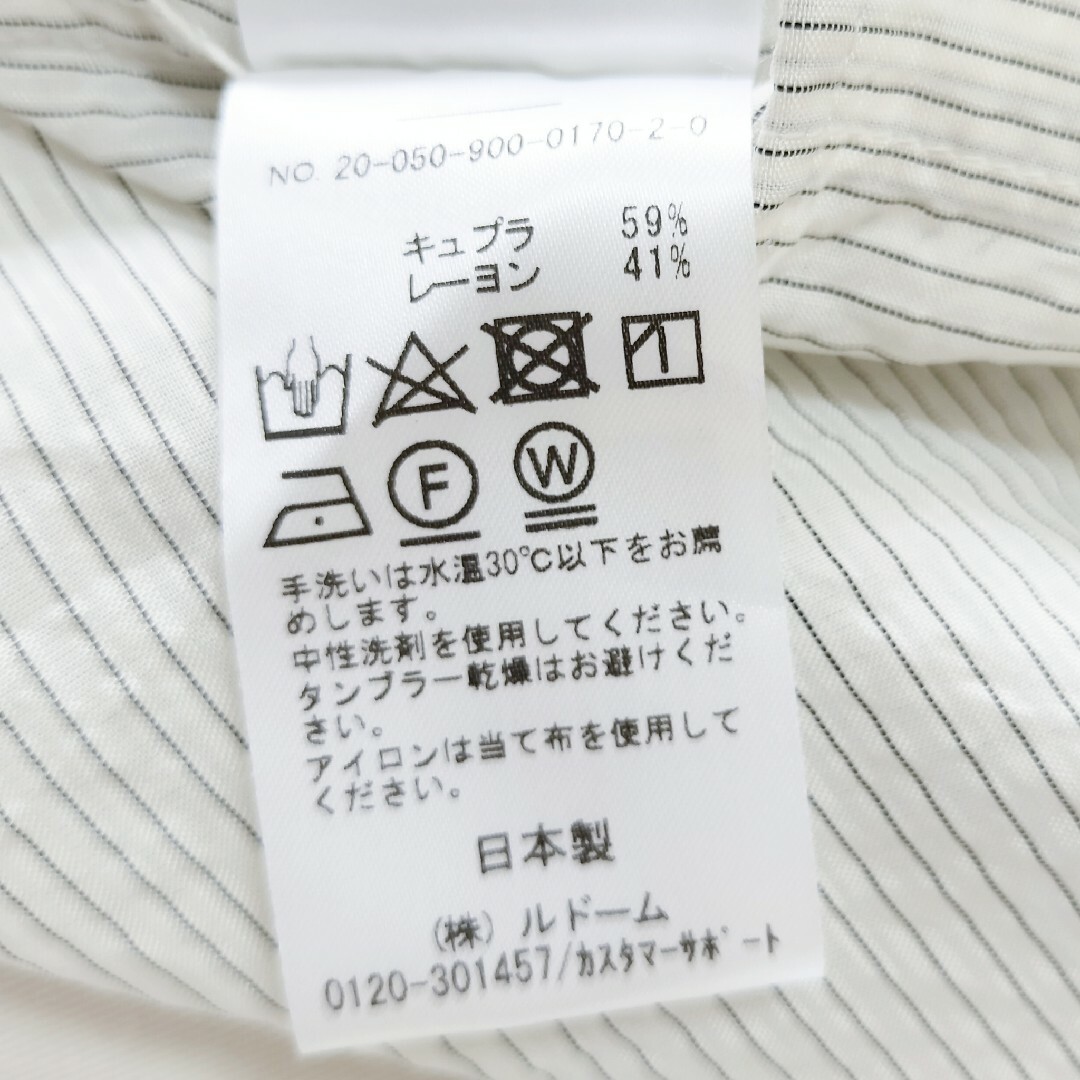 NO. 20-050-900-0170-2-0
キュプラ 59%
レーヨン 41%
F W
手洗いは水温30℃以下をお薦
めします。
中性洗剤を使用してください。
タンブラー乾燥はお避けくだ
さい。
アイロンは当て布を使用して
ください。
日本製
(株) ルドーム
0120-301457/カスタマーサポート